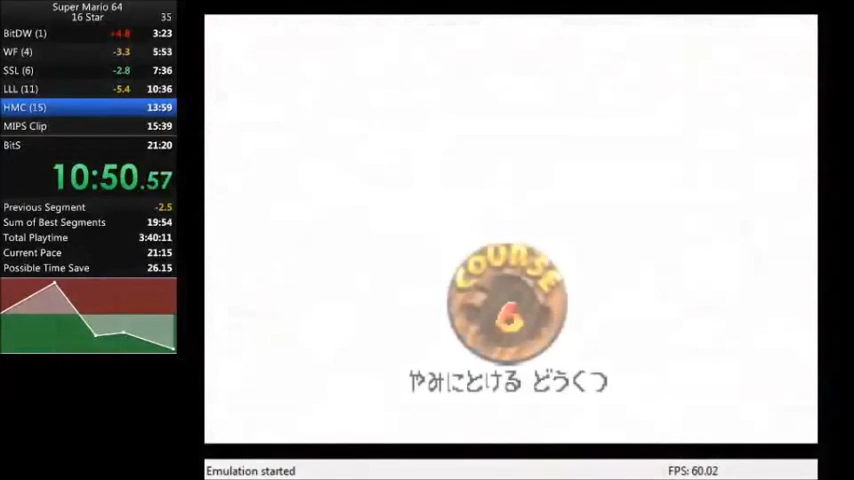 Super Mario 64
16 Star 35
BitDW (1) +4.8 3:23
WF (4) -3.3 5:53
SSL (6) -2.8 7:36
LLL (11) -5.4 10:36
HMC (15) 13:59
MIPS Clip 15:39
BitS 21:20
10:50.57
Previous Segment -2.5
Sum of Best Segments 19:54
Total Playtime 3:40:11
Current Pace 21:15
Possible Time Save 26.15
COURSE
6
やみにとける どうくつ
Emulation started FPS: 60.02